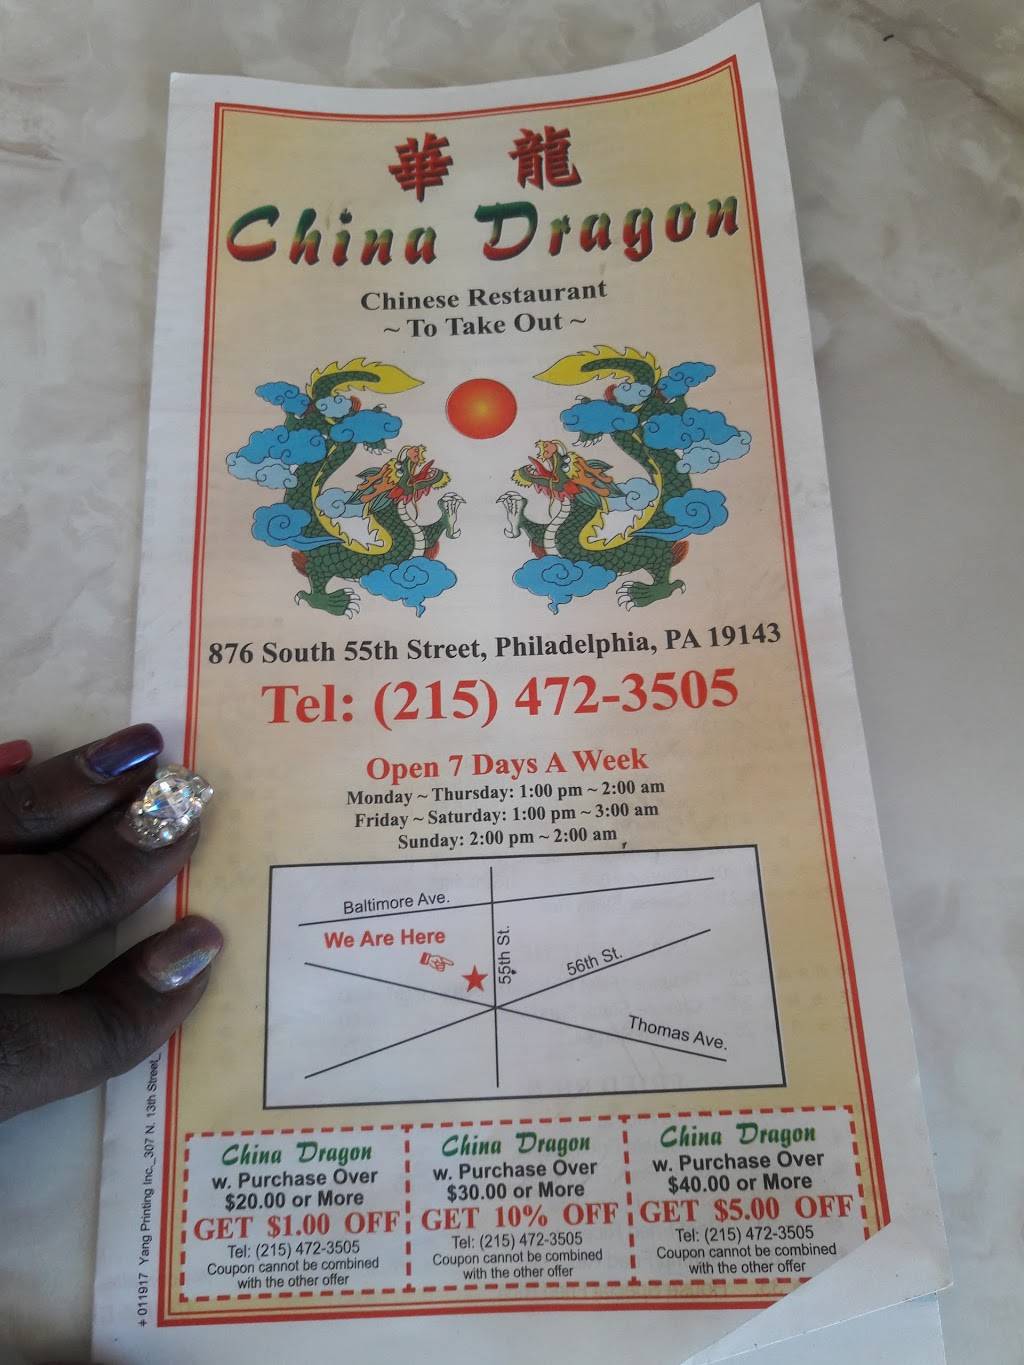 華 龍
China Dragon
Chinese Restaurant
~ To Take Out ~
876 South 55th Street, Philadelphia, PA 19143
Tel: (215) 472-3505
Open 7 Days A Week
Monday ~ Thursday: 1:00 pm ~ 2:00 am
Friday ~ Saturday: 1:00 pm ~ 3:00 am
Sunday: 2:00 pm ~ 2:00 am
Baltimore Ave.
We Are Here
55th St.
56th St.
Thomas Ave.
China Dragon
w. Purchase Over
$20.00 or More
GET $1.00 OFF
Tel: (215) 472-3505
Coupon cannot be combined
with the other offer
China Dragon
w. Purchase Over
$30.00 or More
GET 10% OFF
Tel: (215) 472-3505
Coupon cannot be combined
with the other offer
China Dragon
w. Purchase Over
$40.00 or More
GET $5.00 OFF
Tel: (215) 472-3505
Coupon cannot be combined
with the other offer
+ 011917 Yang Printing Inc._307 N. 13th Street_